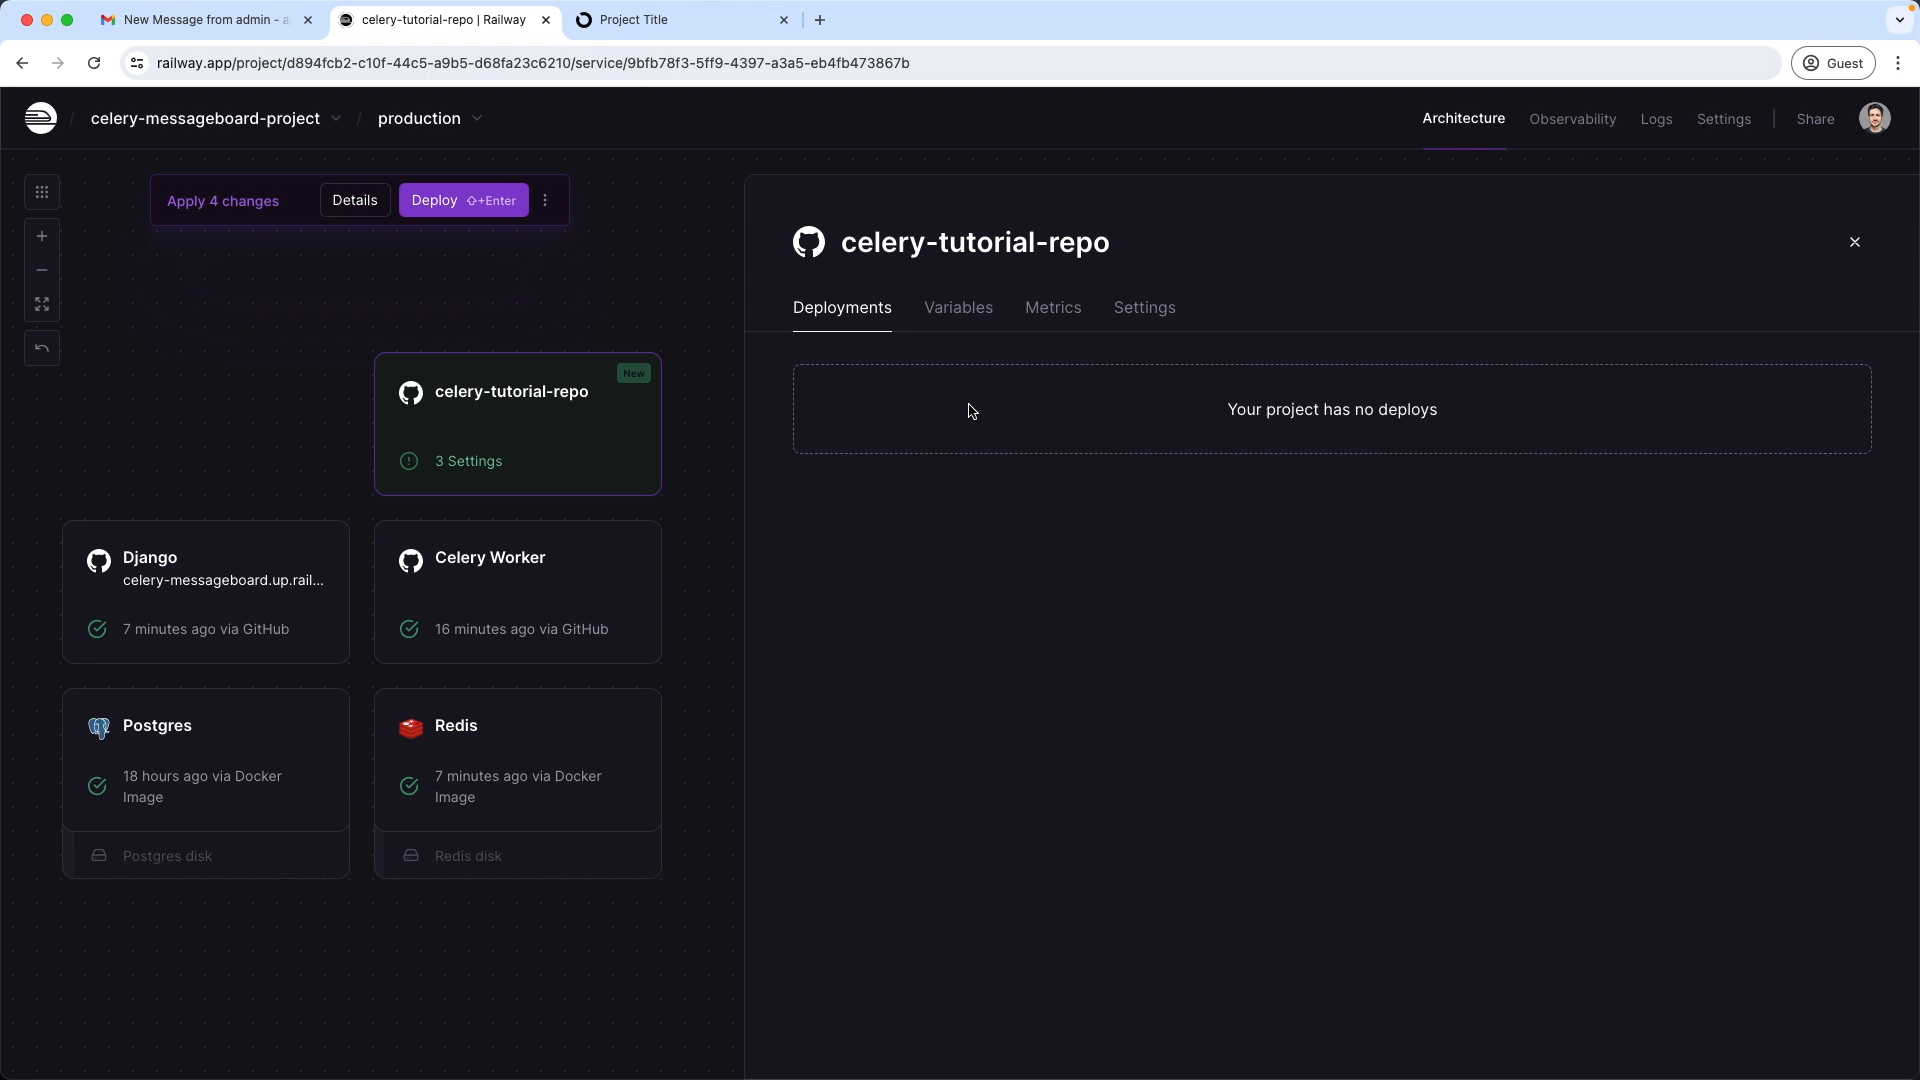 New Message from admin - a
celery-tutorial-repo | Railway
Project Title
railway.app/project/d894fcb2-c10f-44c5-a9b5-d68fa23c6210/service/9bfb78f3-5ff9-4397-a3a5-eb4fb473867b
Guest
/ celery-messageboard-project / production
Architecture
Observability
Logs
Settings
Share
Apply 4 changes
Details
Deploy ⇧+Enter
celery-tutorial-repo
Deployments
Variables
Metrics
Settings
Your project has no deploys
New
celery-tutorial-repo
3 Settings
Django
celery-messageboard.up.rail...
7 minutes ago via GitHub
Celery Worker
16 minutes ago via GitHub
Postgres
18 hours ago via Docker
Image
Postgres disk
Redis
7 minutes ago via Docker
Image
Redis disk